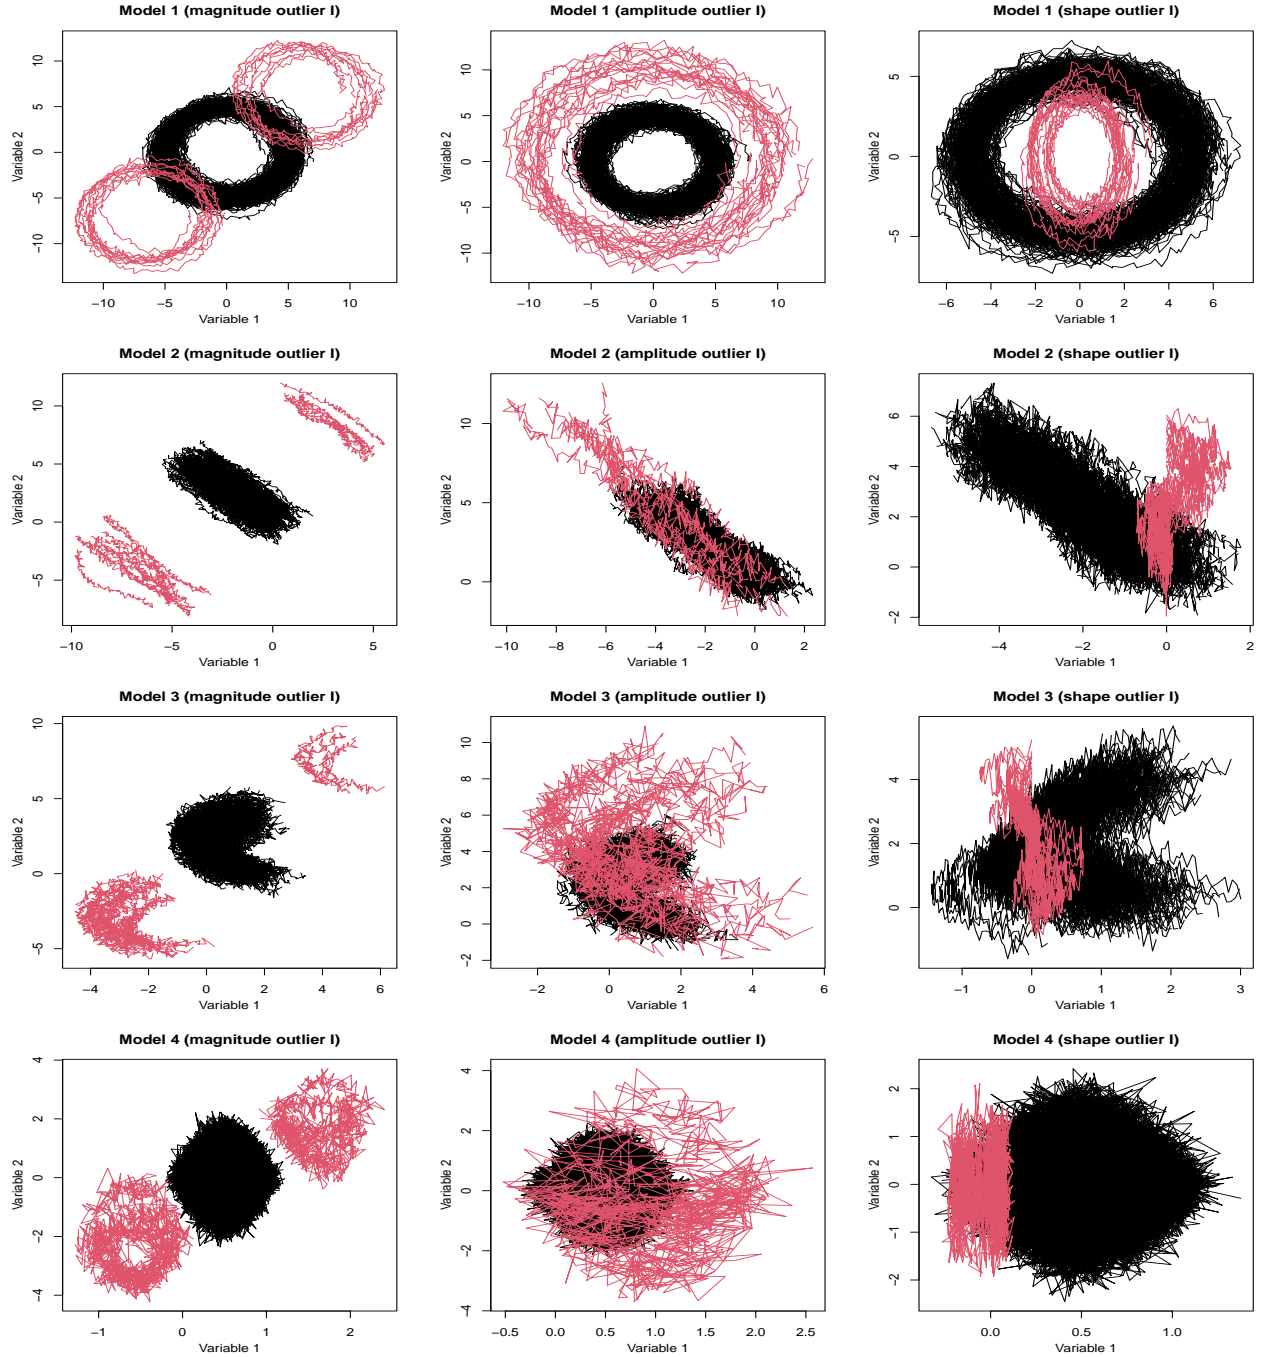 Model 1 (magnitude outlier I)
Variable 2
10
5
0
−5
−10
−10 −5 0 5 10
Variable 1
Model 1 (amplitude outlier I)
Variable 2
10
5
0
−5
−10
−10 −5 0 5 10
Variable 1
Model 1 (shape outlier I)
Variable 2
5
0
−5
−6 −4 −2 0 2 4 6
Variable 1
Model 2 (magnitude outlier I)
Variable 2
10
5
0
−5
−10 −5 0 5
Variable 1
Model 2 (amplitude outlier I)
Variable 2
10
5
0
−10 −8 −6 −4 −2 0 2
Variable 1
Model 2 (shape outlier I)
Variable 2
6
4
2
0
−2
−4 −2 0 2
Variable 1
Model 3 (magnitude outlier I)
Variable 2
10
5
0
−5
−4 −2 0 2 4 6
Variable 1
Model 3 (amplitude outlier I)
Variable 2
10
8
6
4
2
0
−2
−2 0 2 4 6
Variable 1
Model 3 (shape outlier I)
Variable 2
4
2
0
−1 0 1 2 3
Variable 1
Model 4 (magnitude outlier I)
Variable 2
4
2
0
−2
−4
−1 0 1 2
Variable 1
Model 4 (amplitude outlier I)
Variable 2
4
2
0
−2
−4
−0.5 0.0 0.5 1.0 1.5 2.0 2.5
Variable 1
Model 4 (shape outlier I)
Variable 2
2
1
0
−1
−2
0.0 0.5 1.0
Variable 1